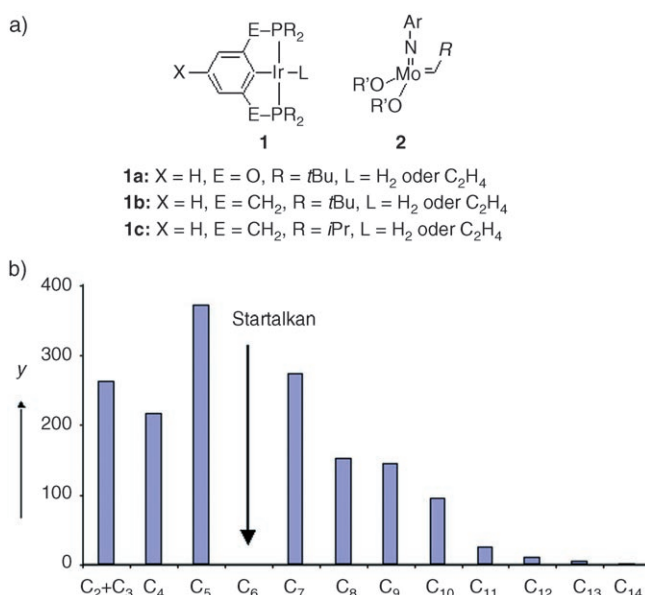 a)
E–PR₂
X– –Ir–L
E–PR₂
1
Ar
N
R
R'O Mo
R'O
2
1a: X = H, E = O, R = tBu, L = H₂ oder C₂H₄
1b: X = H, E = CH₂, R = tBu, L = H₂ oder C₂H₄
1c: X = H, E = CH₂, R = iPr, L = H₂ oder C₂H₄
b)
400
Startalkan
300
y
200
100
0
C₂+C₃ C₄ C₅ C₆ C₇ C₈ C₉ C₁₀ C₁₁ C₁₂ C₁₃ C₁₄